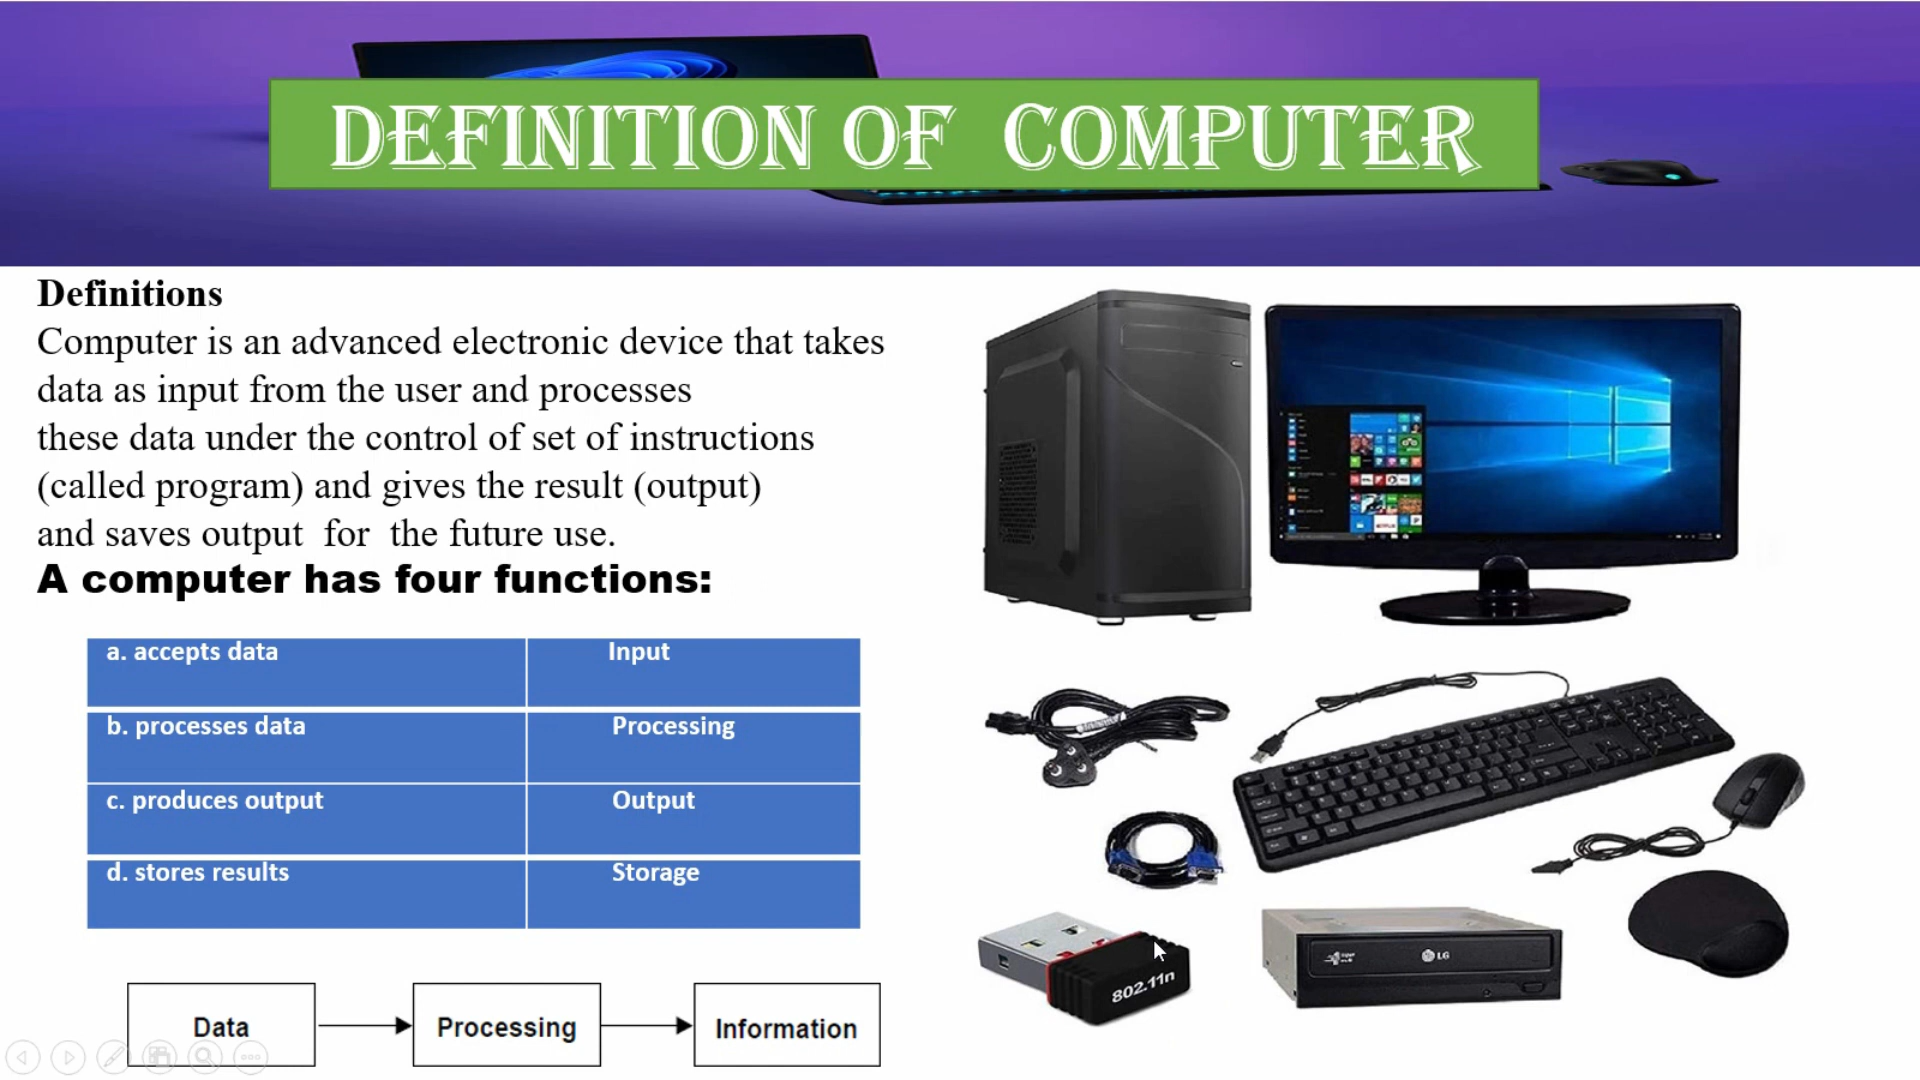 DEFINITION OF  COMPUTER
Definitions
Computer is an advanced electronic device that takes
data as input from the user and processes
these data under the control of set of instructions
(called program) and gives the result (output)
and saves output  for  the future use.
A computer has four functions:
a. accepts data Input
b. processes data Processing
c. produces output Output
d. stores results Storage
Data Processing Information
802.11n
LG